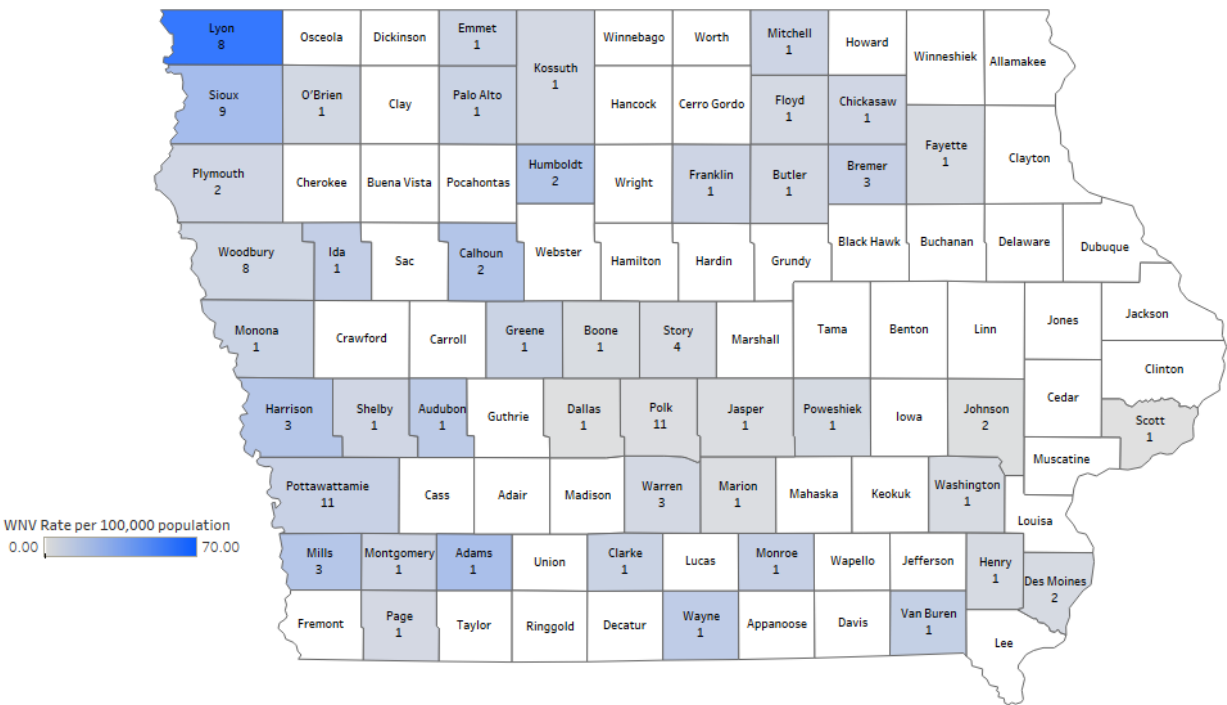 Lyon
8
Osceola
Dickinson
Emmet
1
Kossuth
1
Winnebago
Worth
Mitchell
1
Howard
Winneshiek
Allamakee
Sioux
9
O'Brien
1
Clay
Palo Alto
1
Hancock
Cerro Gordo
Floyd
1
Chickasaw
1
Fayette
1
Clayton
Plymouth
2
Cherokee
Buena Vista
Pocahontas
Humboldt
2
Wright
Franklin
1
Butler
1
Bremer
3
Woodbury
8
Ida
1
Sac
Calhoun
2
Webster
Hamilton
Hardin
Grundy
Black Hawk
Buchanan
Delaware
Dubuque
Monona
1
Crawford
Carroll
Greene
1
Boone
1
Story
4
Marshall
Tama
Benton
Linn
Jones
Jackson
Clinton
Harrison
3
Shelby
1
Audubon
1
Guthrie
Dallas
1
Polk
11
Jasper
1
Poweshiek
1
Iowa
Johnson
2
Cedar
Scott
1
Muscatine
Pottawattamie
11
Cass
Adair
Madison
Warren
3
Marion
1
Mahaska
Keokuk
Washington
1
Louisa
WNV Rate per 100,000 population
0.00
70.00
Mills
3
Montgomery
1
Adams
1
Union
Clarke
1
Lucas
Monroe
1
Wapello
Jefferson
Henry
1
Des Moines
2
Fremont
Page
1
Taylor
Ringgold
Decatur
Wayne
1
Appanoose
Davis
Van Buren
1
Lee